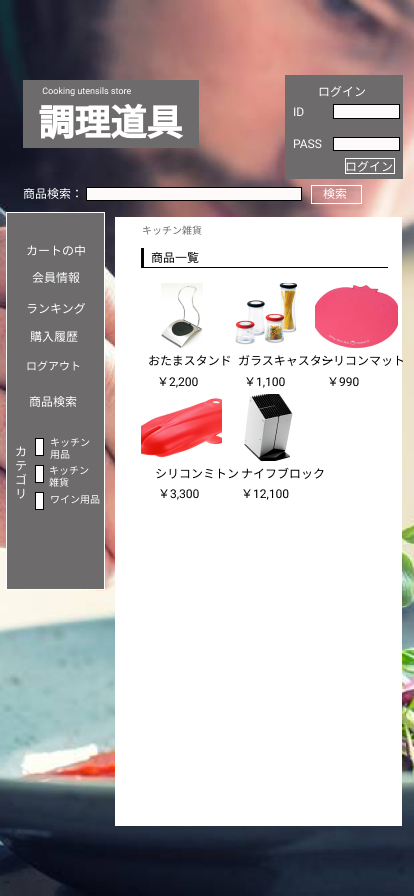 Cooking utensils store
調理道具
ログイン
ID
PASS
ログイン
商品検索：
検索
カートの中
会員情報
ランキング
購入履歴
ログアウト
商品検索
カテゴリ
キッチン
用品
キッチン
雑貨
ワイン用品
キッチン雑貨
商品一覧
おたまスタンド
￥2,200
ガラスキャスター
￥1,100
シリコンマット
￥990
シリコンミトン
￥3,300
ナイフブロック
￥12,100